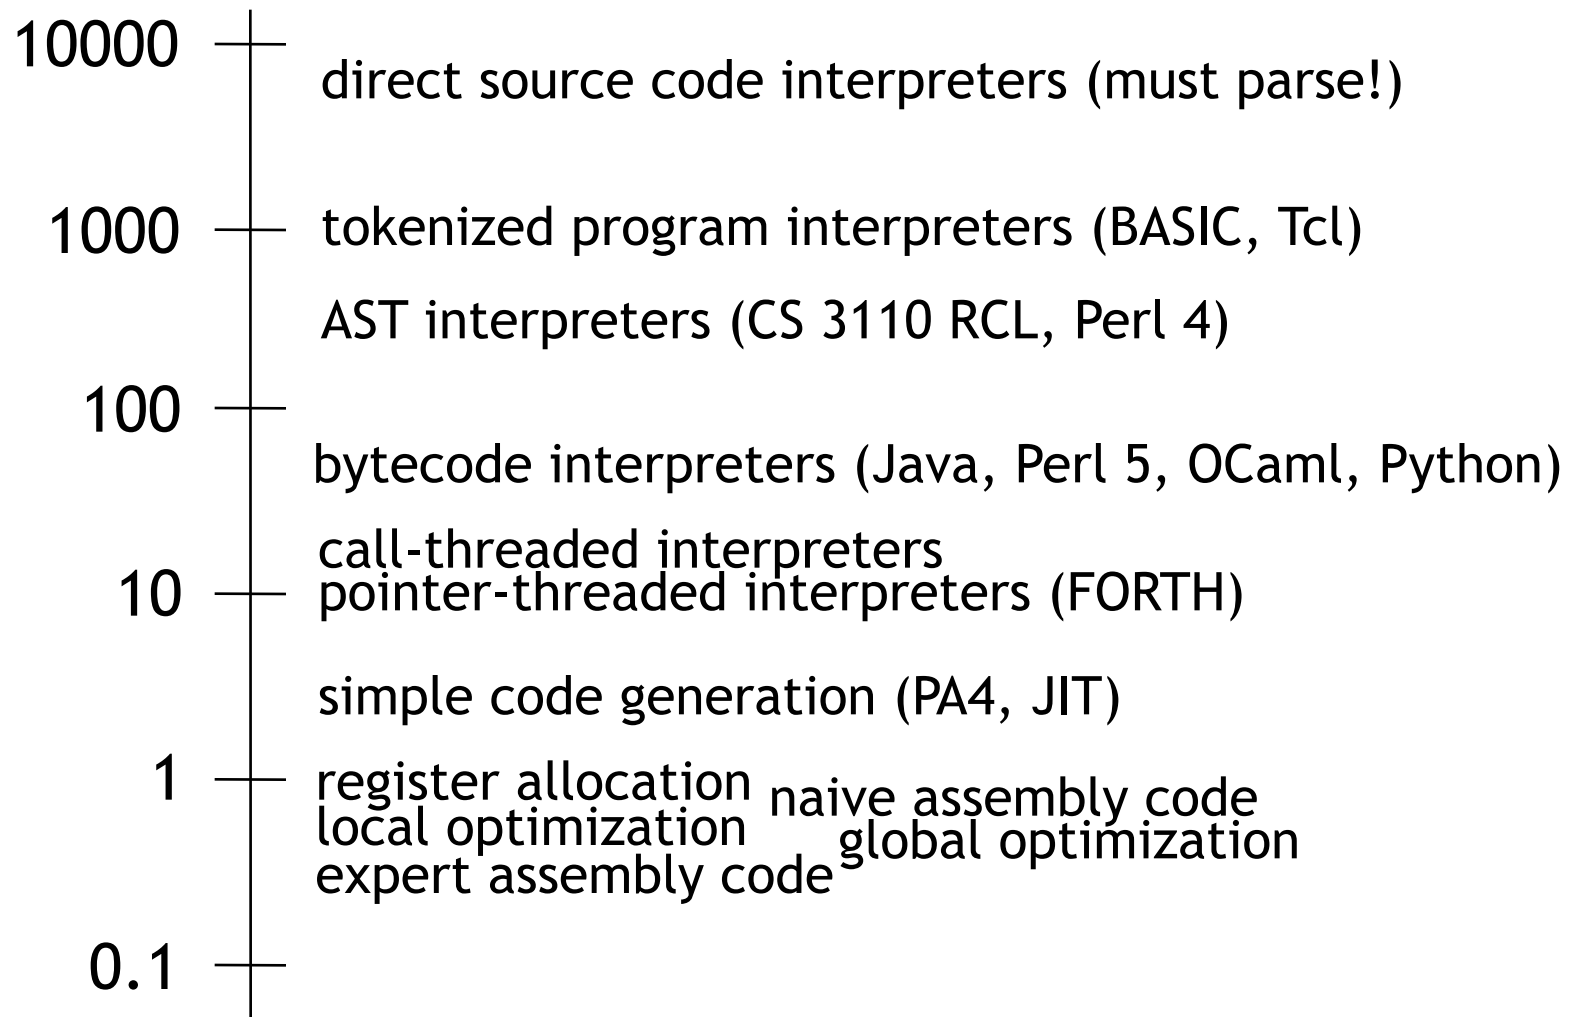 10000
direct source code interpreters (must parse!)
1000
tokenized program interpreters (BASIC, Tcl)
AST interpreters (CS 3110 RCL, Perl 4)
100
bytecode interpreters (Java, Perl 5, OCaml, Python)
call-threaded interpreters
10
pointer-threaded interpreters (FORTH)
simple code generation (PA4, JIT)
1
register allocation
naive assembly code
local optimization
global optimization
expert assembly code
0.1